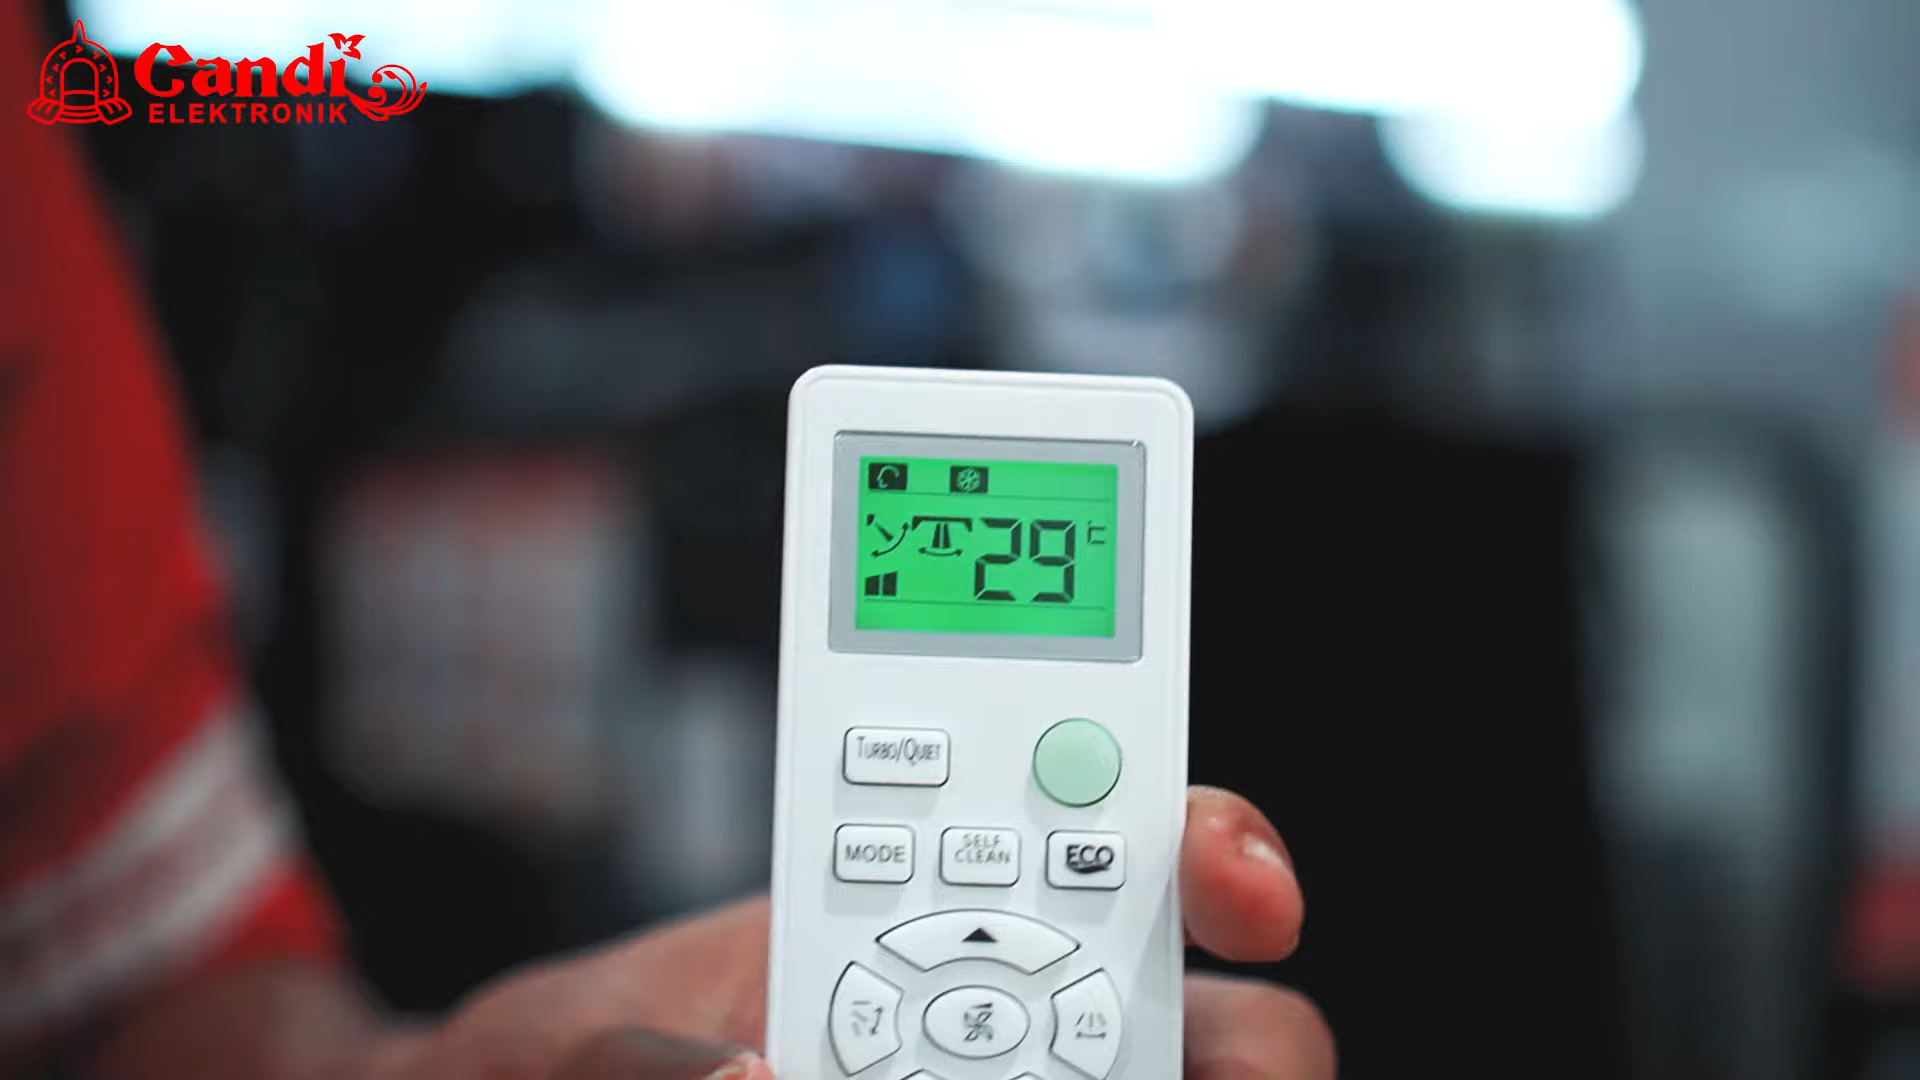 Candi
ELEKTRONIK
29 °C
TURBO/QUIET
MODE
SELF
CLEAN
ECO